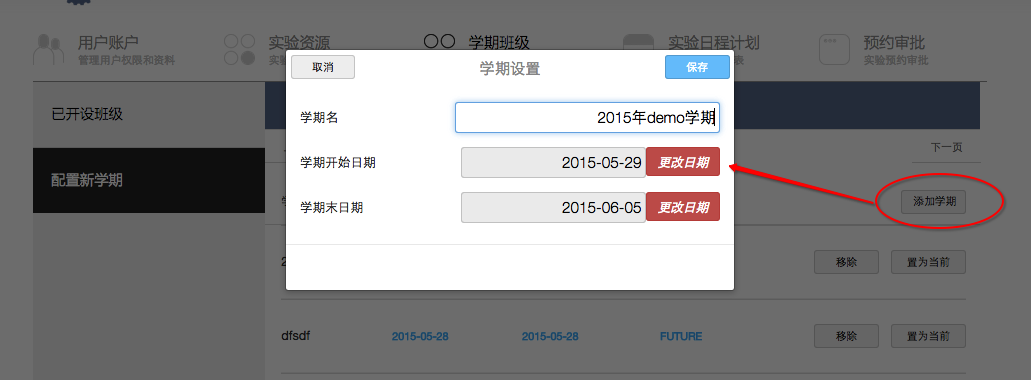 用户账户
管理用户权限和资料
实验资源
学期班级
实验日程计划
预约审批
实验预约审批
已开设班级
配置新学期
取消
学期设置
保存
学期名
2015年demo学期
学期开始日期
2015-05-29
更改日期
学期末日期
2015-06-05
更改日期
下一页
添加学期
移除
置为当前
dfsdf
2015-05-28
2015-05-28
FUTURE
移除
置为当前